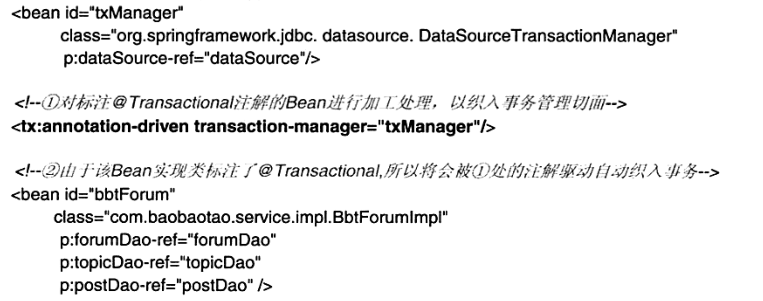 <bean id="txManager"
class="org.springframework.jdbc. datasource. DataSourceTransactionManager"
p:dataSource-ref="dataSource"/>
<!--①对标注@Transactional注解的Bean进行加工处理，以织入事务管理切面-->
<tx:annotation-driven transaction-manager="txManager"/>
<!--②由于该Bean实现类标注了@Transactional,所以将会被①处的注解驱动自动织入事务-->
<bean id="bbtForum"
class="com.baobaotao.service.impl.BbtForumImpl"
p:forumDao-ref="forumDao"
p:topicDao-ref="topicDao"
p:postDao-ref="postDao" />